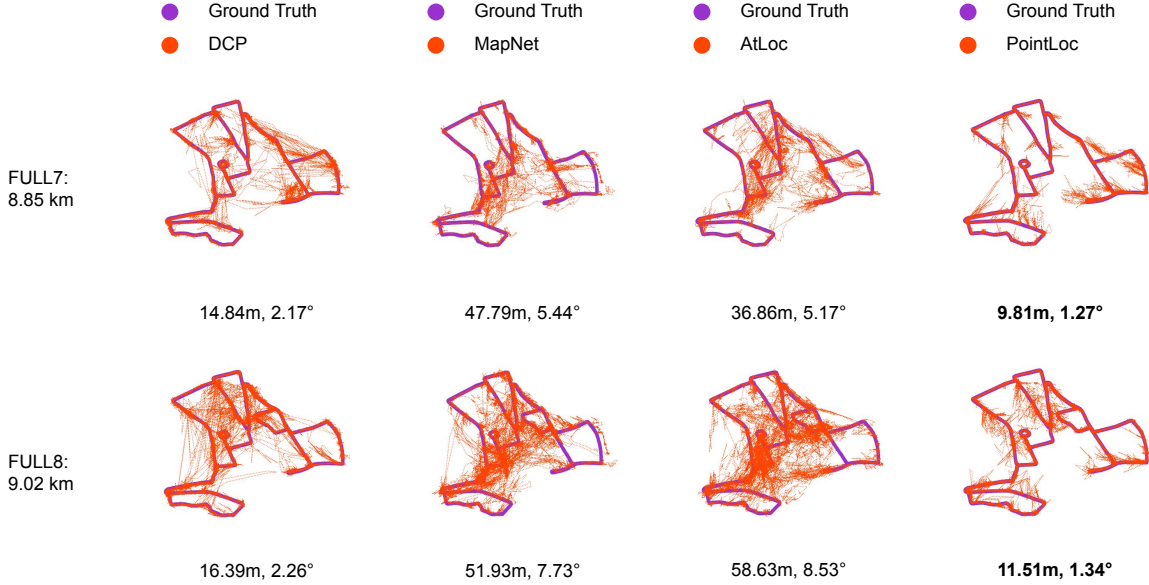 Ground Truth
DCP
Ground Truth
MapNet
Ground Truth
AtLoc
Ground Truth
PointLoc
FULL7:
8.85 km
14.84m, 2.17°
47.79m, 5.44°
36.86m, 5.17°
9.81m, 1.27°
FULL8:
9.02 km
16.39m, 2.26°
51.93m, 7.73°
58.63m, 8.53°
11.51m, 1.34°